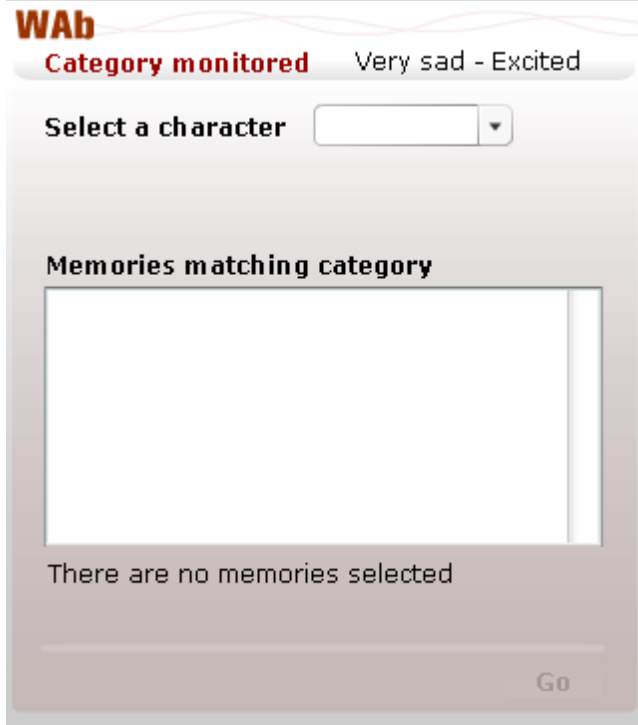 WAb
Category monitored Very sad - Excited
Select a character
Memories matching category
There are no memories selected
Go